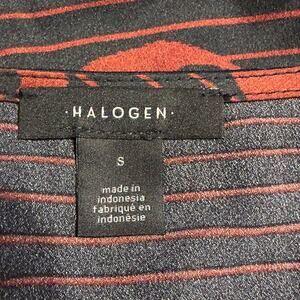 ·HALOGEN·
S
made in
indonesia
fabriqué en
indonésie